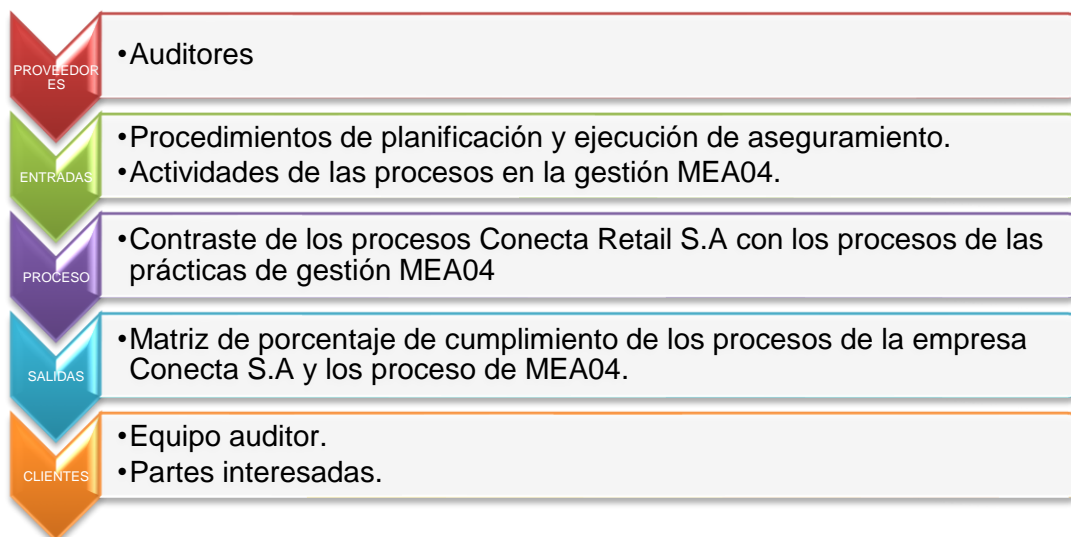 PROVEEDOR
ES
•Auditores
ENTRADAS
•Procedimientos de planificación y ejecución de aseguramiento.
•Actividades de las procesos en la gestión MEA04.
PROCESO
•Contraste de los procesos Conecta Retail S.A con los procesos de las
prácticas de gestión MEA04
SALIDAS
•Matriz de porcentaje de cumplimiento de los procesos de la empresa
Conecta S.A y los proceso de MEA04.
CLIENTES
•Equipo auditor.
•Partes interesadas.